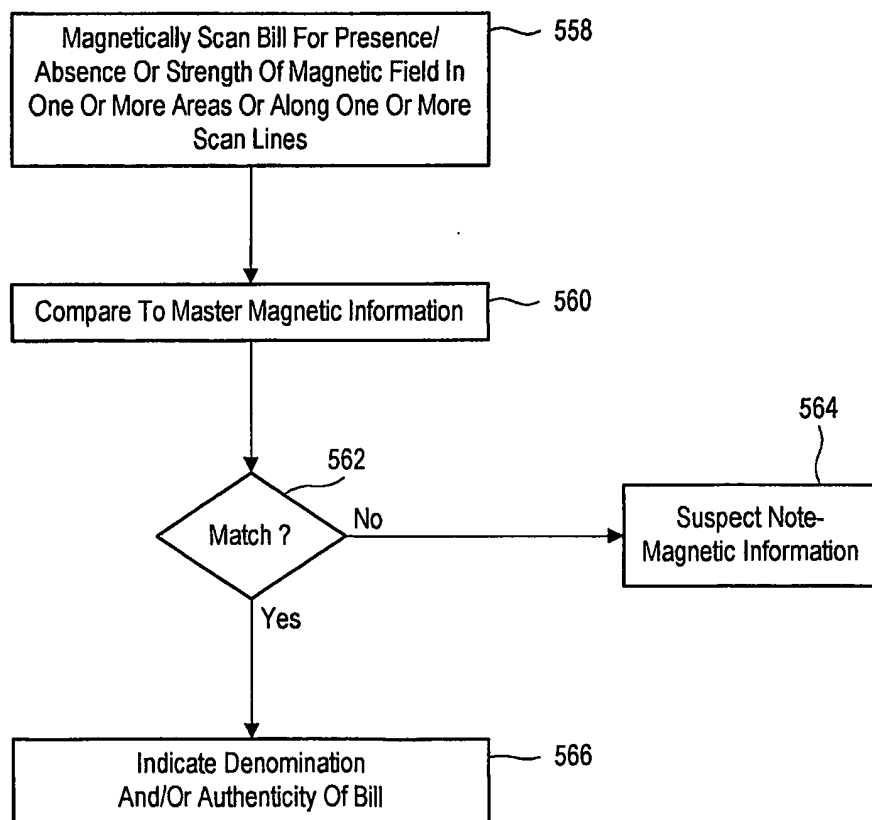 Magnetically Scan Bill For Presence/
Absence Or Strength Of Magnetic Field In
One Or More Areas Or Along One Or More
Scan Lines
558
Compare To Master Magnetic Information
560
562
Match ?
No
Yes
564
Suspect Note-
Magnetic Information
Indicate Denomination
And/Or Authenticity Of Bill
566